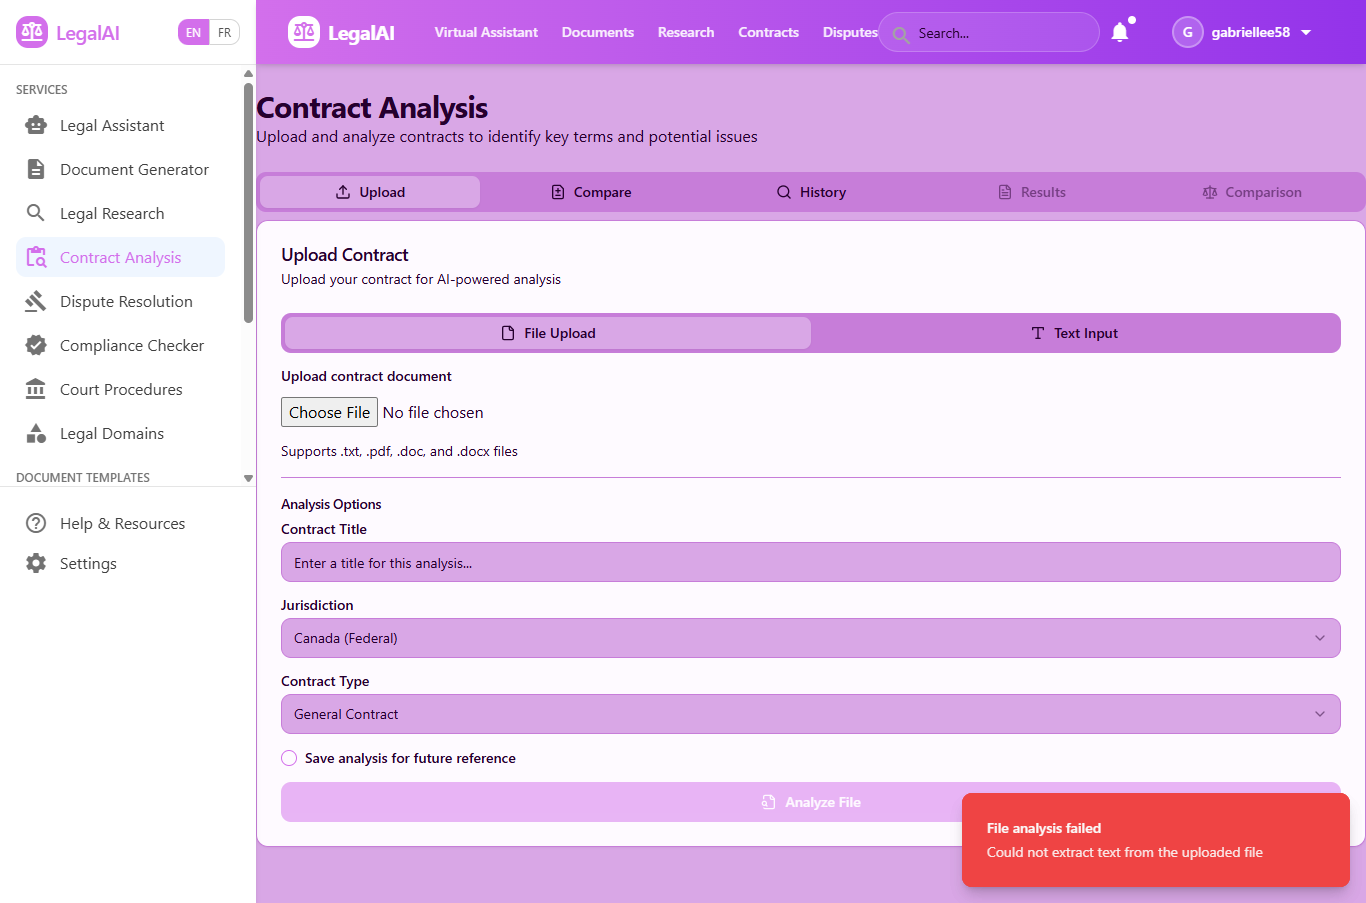 LegalAI
EN FR
SERVICES
Legal Assistant
Document Generator
Legal Research
Contract Analysis
Dispute Resolution
Compliance Checker
Court Procedures
Legal Domains
DOCUMENT TEMPLATES
Help & Resources
Settings
LegalAI Virtual Assistant Documents Research Contracts Disputes Search... G gabriellee58
Contract Analysis
Upload and analyze contracts to identify key terms and potential issues
Upload Compare History Results Comparison
Upload Contract
Upload your contract for AI-powered analysis
File Upload Text Input
Upload contract document
Choose File No file chosen
Supports .txt, .pdf, .doc, and .docx files
Analysis Options
Contract Title
Enter a title for this analysis...
Jurisdiction
Canada (Federal)
Contract Type
General Contract
Save analysis for future reference
Analyze File
File analysis failed
Could not extract text from the uploaded file